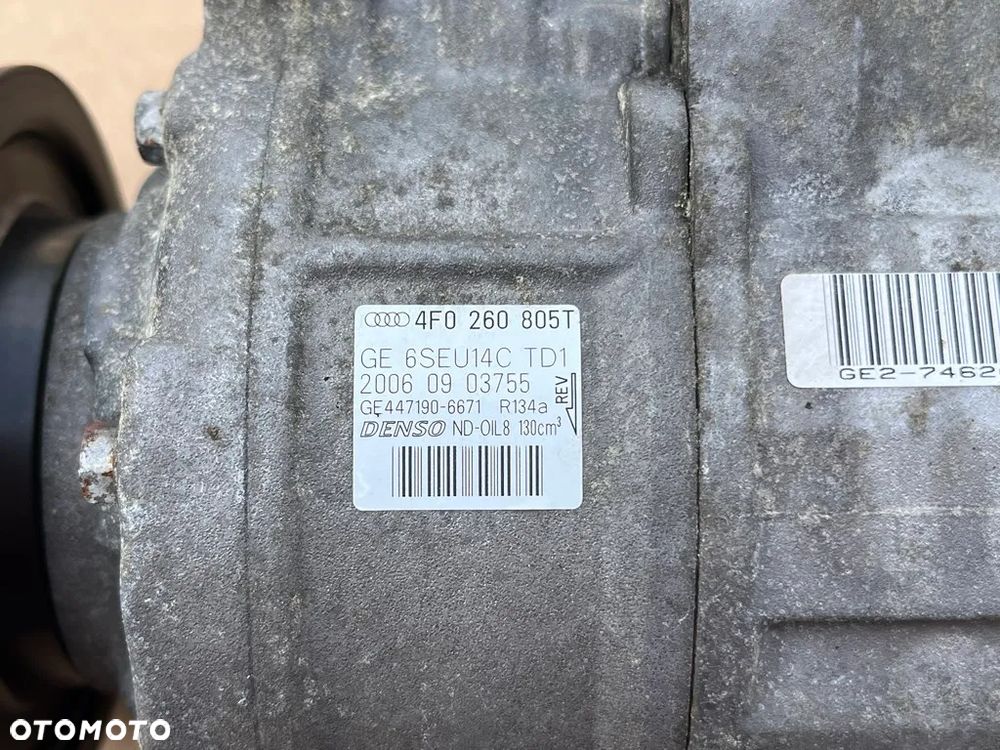 4F0 260 805T
GE 6SEU14C TD1
2006 09 03755
GE447190-6671 R134a
DENSO ND-OIL8 130cm³
REV
GE2-7462
OTOMOTO